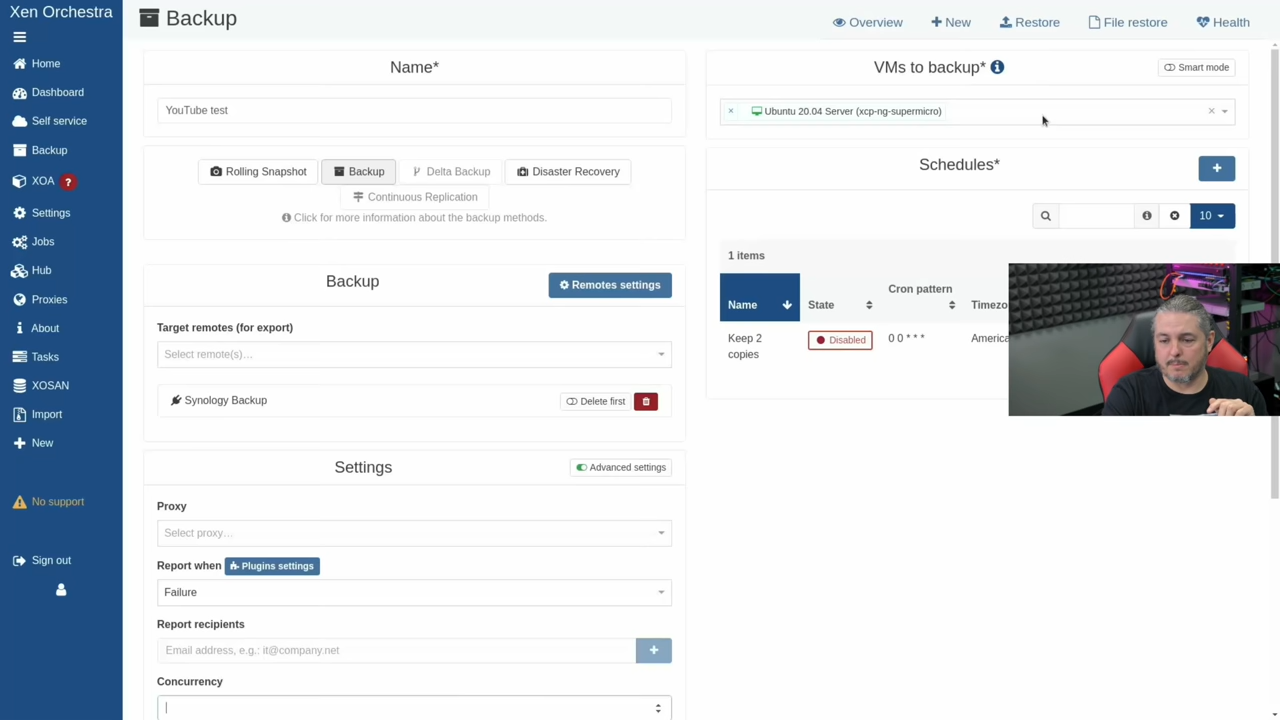 Xen Orchestra
Home
Dashboard
Self service
Backup
XOA ?
Settings
Jobs
Hub
Proxies
About
Tasks
XOSAN
Import
New
No support
Sign out
Backup
Overview
New
Restore
File restore
Health
Name*
YouTube test
Rolling Snapshot
Backup
Delta Backup
Disaster Recovery
Continuous Replication
Click for more information about the backup methods.
Backup
Remotes settings
Target remotes (for export)
Select remote(s)…
Synology Backup
Delete first
Settings
Advanced settings
Proxy
Select proxy…
Report when
Plugins settings
Failure
Report recipients
Email address, e.g.: it@company.net
Concurrency
VMs to backup*
Smart mode
× Ubuntu 20.04 Server (xcp-ng-supermicro) ×
Schedules*
10
1 items
Name State Cron pattern Timezo
Keep 2 copies Disabled 0 0 * * * America